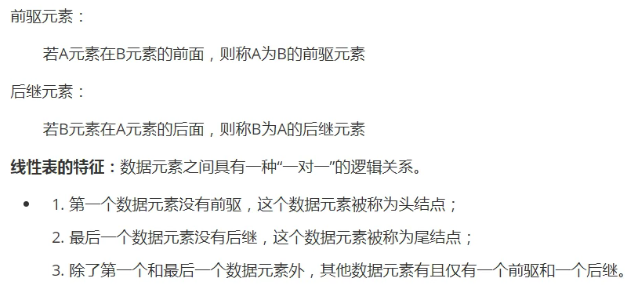 前驱元素：
若A元素在B元素的前面，则称A为B的前驱元素
后继元素：
若B元素在A元素的后面，则称B为A的后继元素
线性表的特征：数据元素之间具有一种“一对一”的逻辑关系。
• 1. 第一个数据元素没有前驱，这个数据元素被称为头结点；
2. 最后一个数据元素没有后继，这个数据元素被称为尾结点；
3. 除了第一个和最后一个数据元素外，其他数据元素有且仅有一个前驱和一个后继。